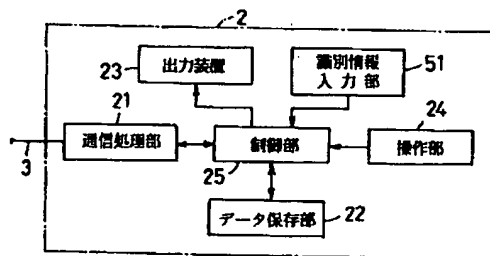 2
23
出力装置
識別情報
入力部
51
21
24
通信処理部
制御部
操作部
3
25
データ保存部
22